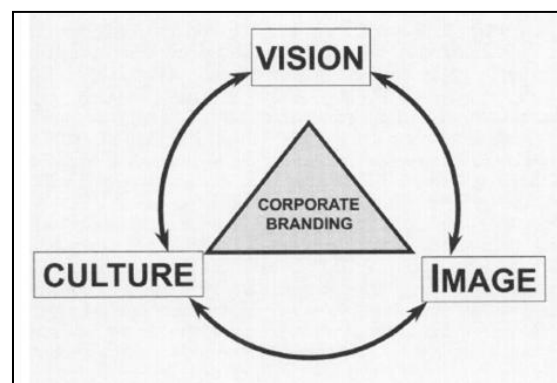 VISION
CORPORATE
BRANDING
CULTURE
IMAGE